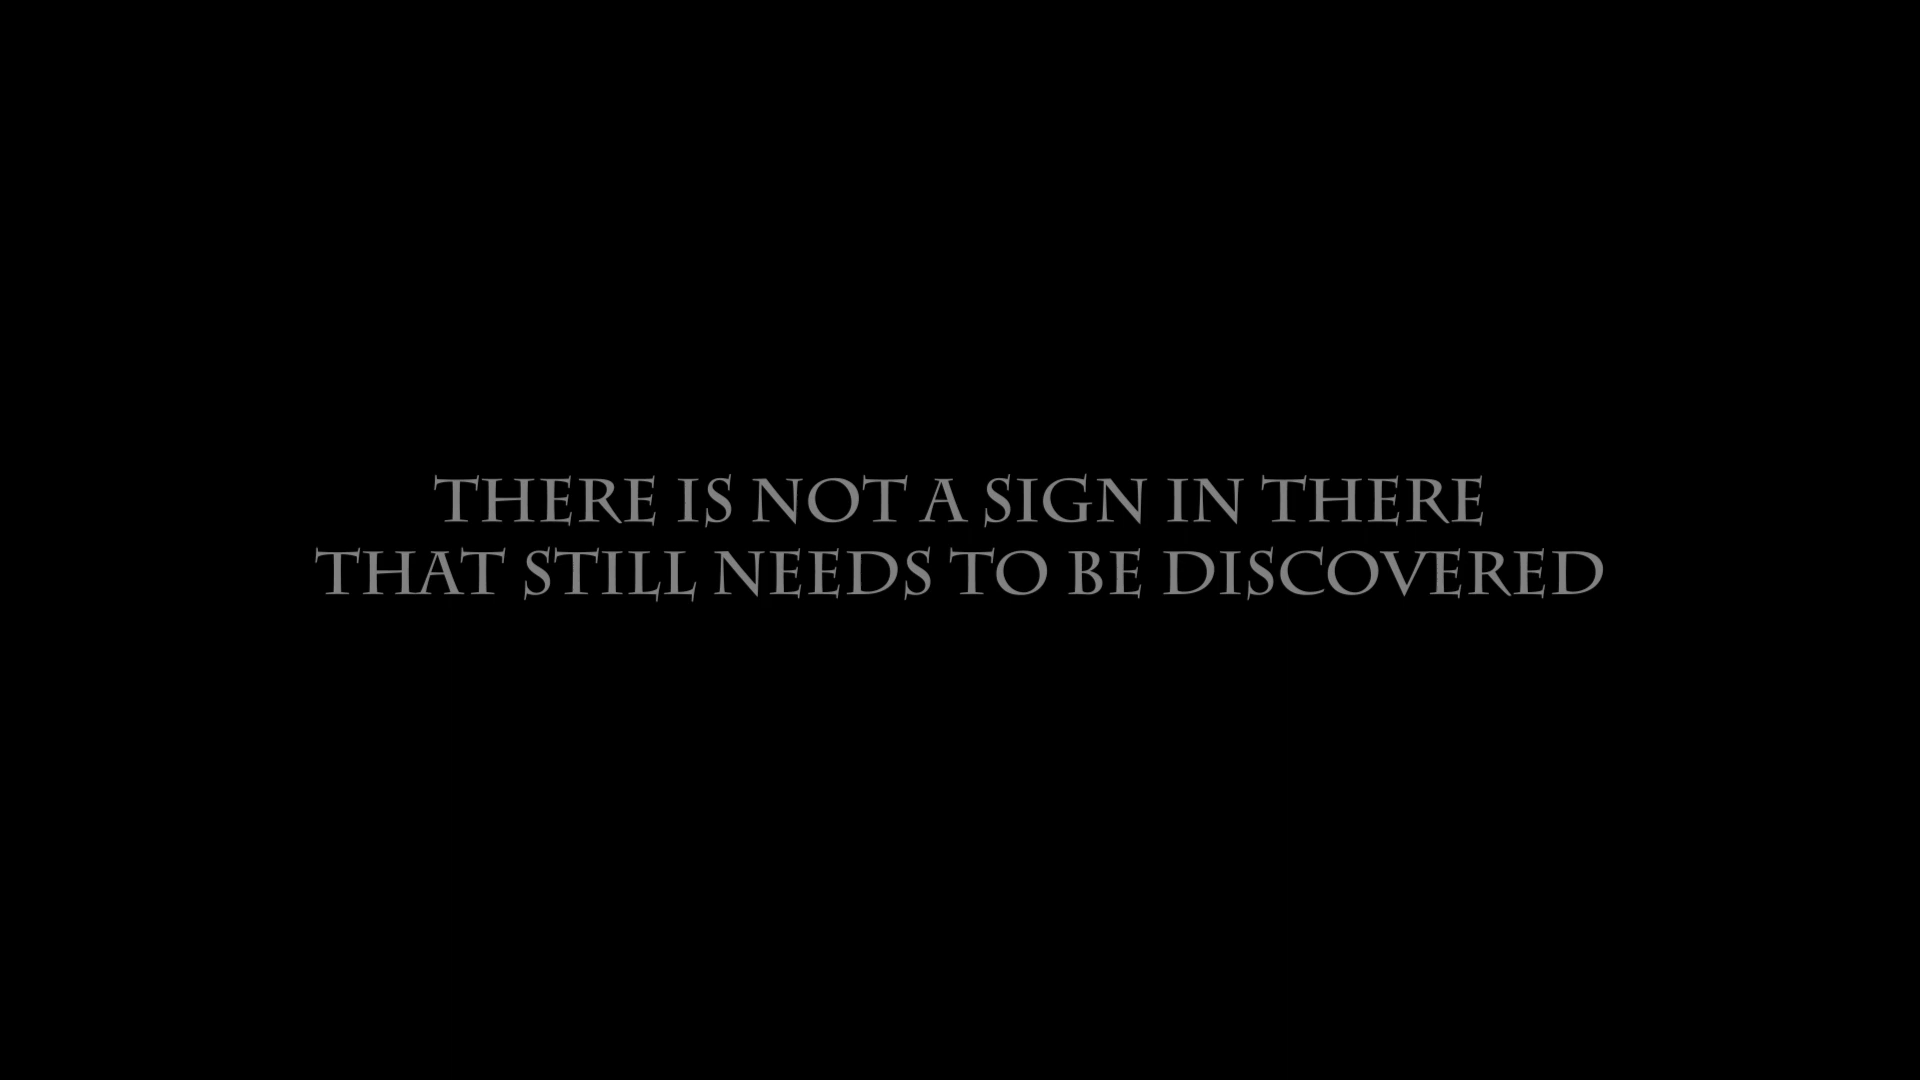 THERE IS NOT A SIGN IN THERE
THAT STILL NEEDS TO BE DISCOVERED